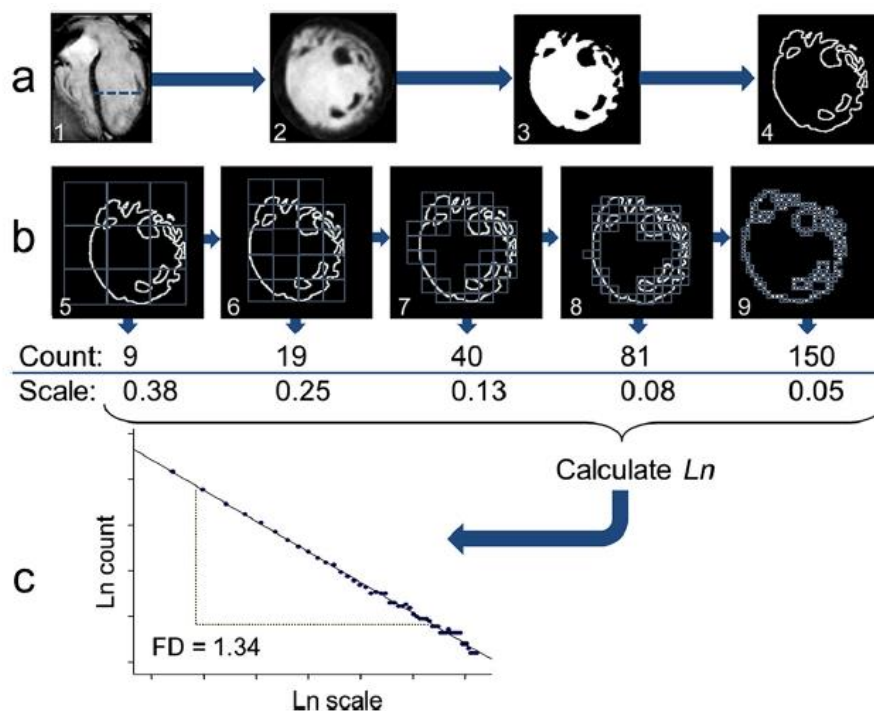 a
1
2
3
4
b
5
6
7
8
9
Count: 9 19 40 81 150
Scale: 0.38 0.25 0.13 0.08 0.05
Calculate Ln
c
Ln count
FD = 1.34
Ln scale